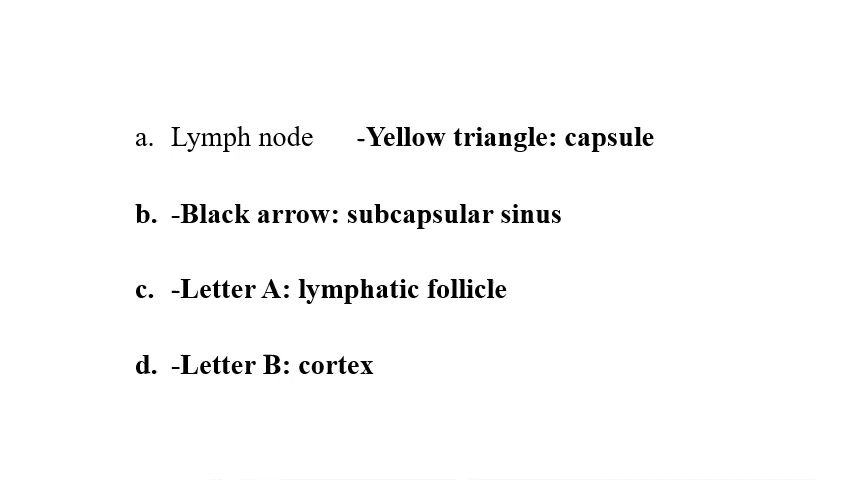 a. Lymph node -Yellow triangle: capsule
b. -Black arrow: subcapsular sinus
c. -Letter A: lymphatic follicle
d. -Letter B: cortex